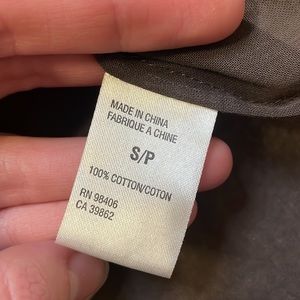 MADE IN CHINA
FABRIQUE A CHINE
S/P
100% COTTON/COTON
RN 98406
CA 39862